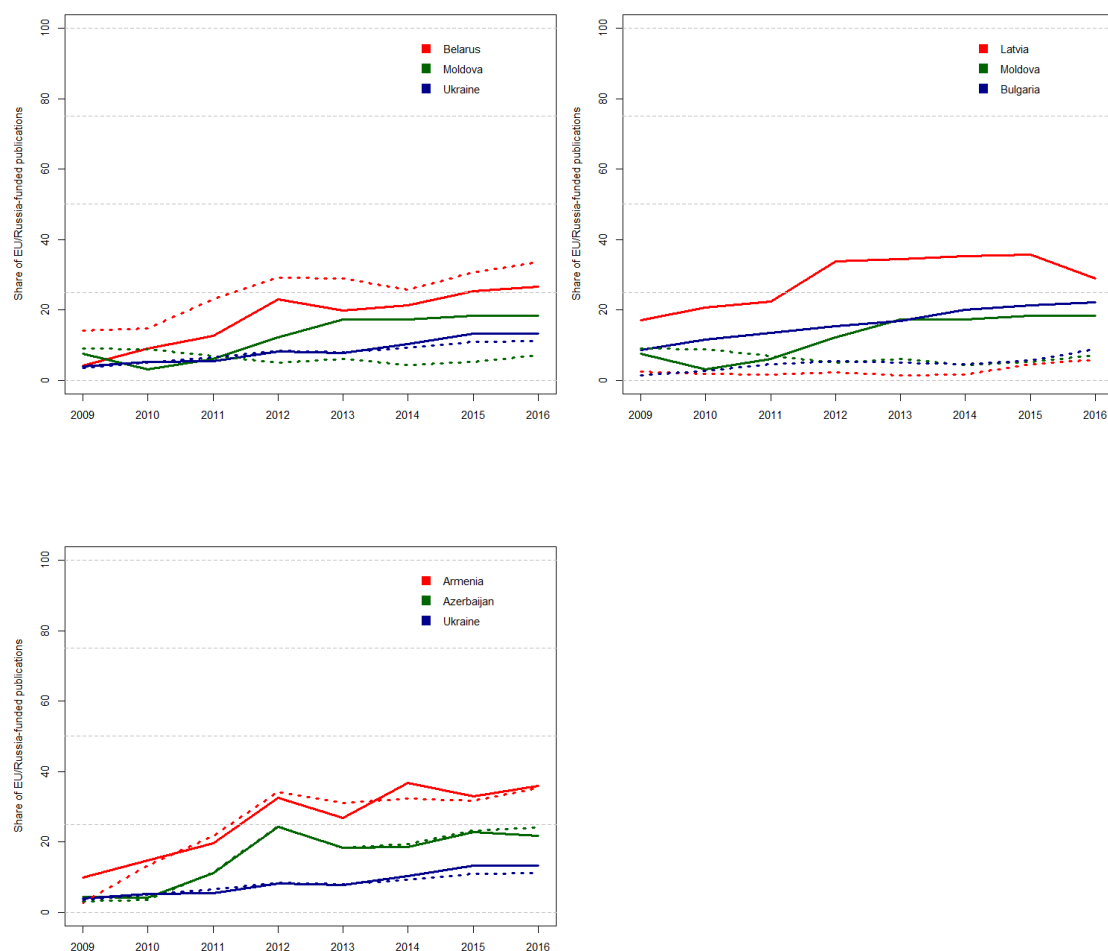 Share of EU/Russia-funded publications
100
80
60
40
20
0
Belarus
Moldova
Ukraine
2009 2010 2011 2012 2013 2014 2015 2016
Share of EU/Russia-funded publications
100
80
60
40
20
0
Latvia
Moldova
Bulgaria
2009 2010 2011 2012 2013 2014 2015 2016
Share of EU/Russia-funded publications
100
80
60
40
20
0
Armenia
Azerbaijan
Ukraine
2009 2010 2011 2012 2013 2014 2015 2016